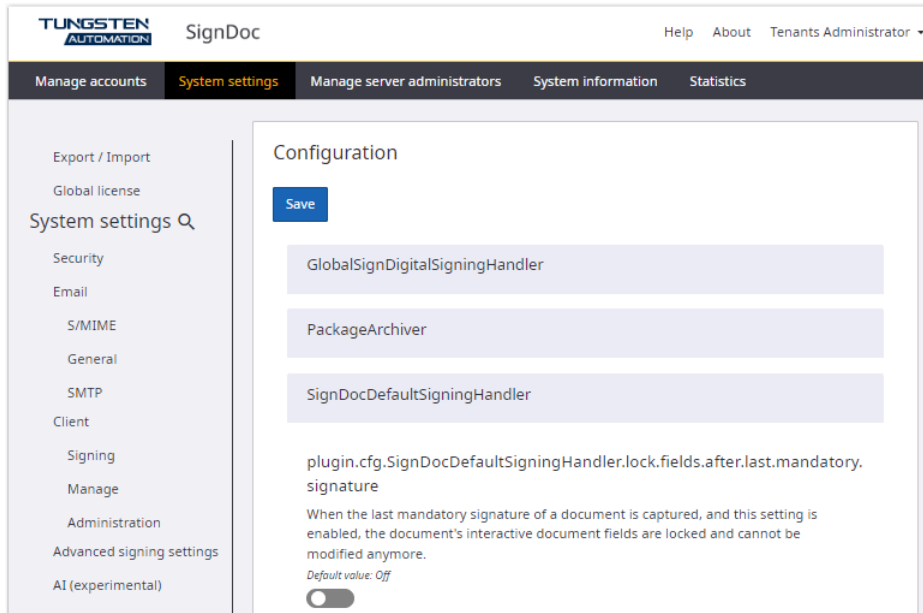 TUNGSTEN
AUTOMATION
SignDoc
Help About Tenants Administrator
Manage accounts System settings Manage server administrators System information Statistics
Export / Import
Global license
System settings
Security
Email
S/MIME
General
SMTP
Client
Signing
Manage
Administration
Advanced signing settings
AI (experimental)
Configuration
Save
GlobalSignDigitalSigningHandler
PackageArchiver
SignDocDefaultSigningHandler
plugin.cfg.SignDocDefaultSigningHandler.lock.fields.after.last.mandatory.
signature
When the last mandatory signature of a document is captured, and this setting is
enabled, the document's interactive document fields are locked and cannot be
modified anymore.
Default value: Off